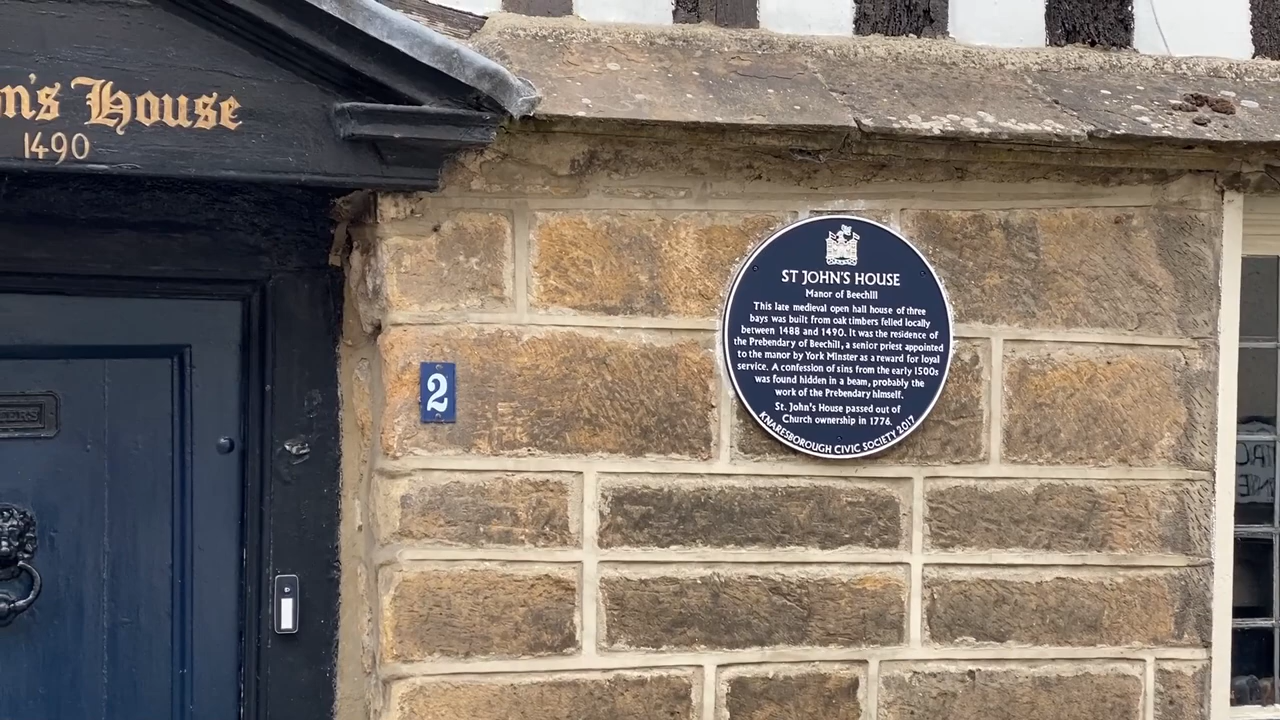 n's House
1490
2
ST JOHN'S HOUSE
Manor of Beechill
This late medieval open hall house of three
bays was built from oak timbers felled locally
between 1488 and 1490. It was the residence of
the Prebendary of Beechill, a senior priest appointed
to the manor by York Minster as a reward for loyal
service. A confession of sins from the early 1500s
was found hidden in a beam, probably the
work of the Prebendary himself.
St. John's House passed out of
Church ownership in 1776.
KNARESBOROUGH CIVIC SOCIETY 2017